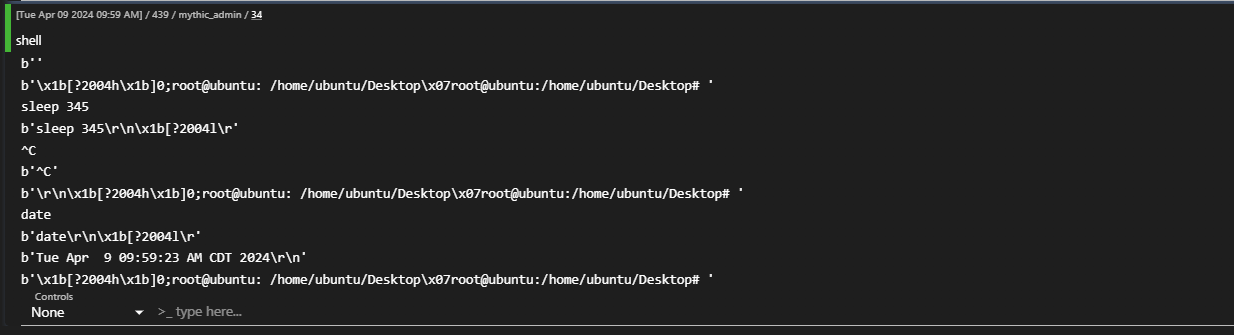 [Tue Apr 09 2024 09:59 AM] / 439 / mythic_admin / 34
shell
b''
b'\x1b[?2004h\x1b]0;root@ubuntu: /home/ubuntu/Desktop\x07root@ubuntu:/home/ubuntu/Desktop# '
sleep 345
b'sleep 345\r\n\x1b[?2004l\r'
^C
b'^C'
b'\r\n\x1b[?2004h\x1b]0;root@ubuntu: /home/ubuntu/Desktop\x07root@ubuntu:/home/ubuntu/Desktop# '
date
b'date\r\n\x1b[?2004l\r'
b'Tue Apr  9 09:59:23 AM CDT 2024\r\n'
b'\x1b[?2004h\x1b]0;root@ubuntu: /home/ubuntu/Desktop\x07root@ubuntu:/home/ubuntu/Desktop# '
Controls
None
>_ type here...